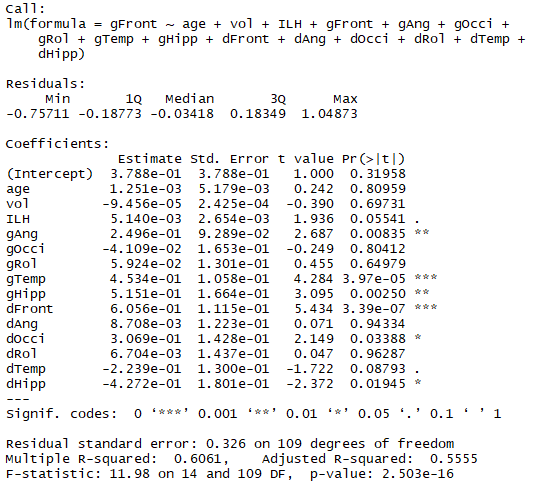 Call:
lm(formula = gFront ~ age + vol + ILH + gFront + gAng + gOcci +
    gRol + gTemp + gHipp + dFront + dAng + dOcci + dRol + dTemp +
    dHipp)
Residuals:
     Min       1Q   Median       3Q      Max
-0.75711 -0.18773 -0.03418  0.18349  1.04873
Coefficients:
              Estimate Std. Error t value Pr(>|t|)
(Intercept)  3.788e-01  3.788e-01   1.000  0.31958
age          1.251e-03  5.179e-03   0.242  0.80959
vol         -9.456e-05  2.425e-04  -0.390  0.69731
ILH          5.140e-03  2.654e-03   1.936  0.05541 .
gAng         2.496e-01  9.289e-02   2.687  0.00835 **
gOcci       -4.109e-02  1.653e-01  -0.249  0.80412
gRol         5.924e-02  1.301e-01   0.455  0.64979
gTemp        4.534e-01  1.058e-01   4.284 3.97e-05 ***
gHipp        5.151e-01  1.664e-01   3.095  0.00250 **
dFront       6.056e-01  1.115e-01   5.434 3.39e-07 ***
dAng         8.708e-03  1.223e-01   0.071  0.94334
dOcci        3.069e-01  1.428e-01   2.149  0.03388 *
dRol         6.704e-03  1.437e-01   0.047  0.96287
dTemp       -2.239e-01  1.300e-01  -1.722  0.08793 .
dHipp       -4.272e-01  1.801e-01  -2.372  0.01945 *
---
Signif. codes:  0 ‘***’ 0.001 ‘**’ 0.01 ‘*’ 0.05 ‘.’ 0.1 ‘ ’ 1
Residual standard error: 0.326 on 109 degrees of freedom
Multiple R-squared:  0.6061,    Adjusted R-squared:  0.5555
F-statistic: 11.98 on 14 and 109 DF,  p-value: 2.503e-16